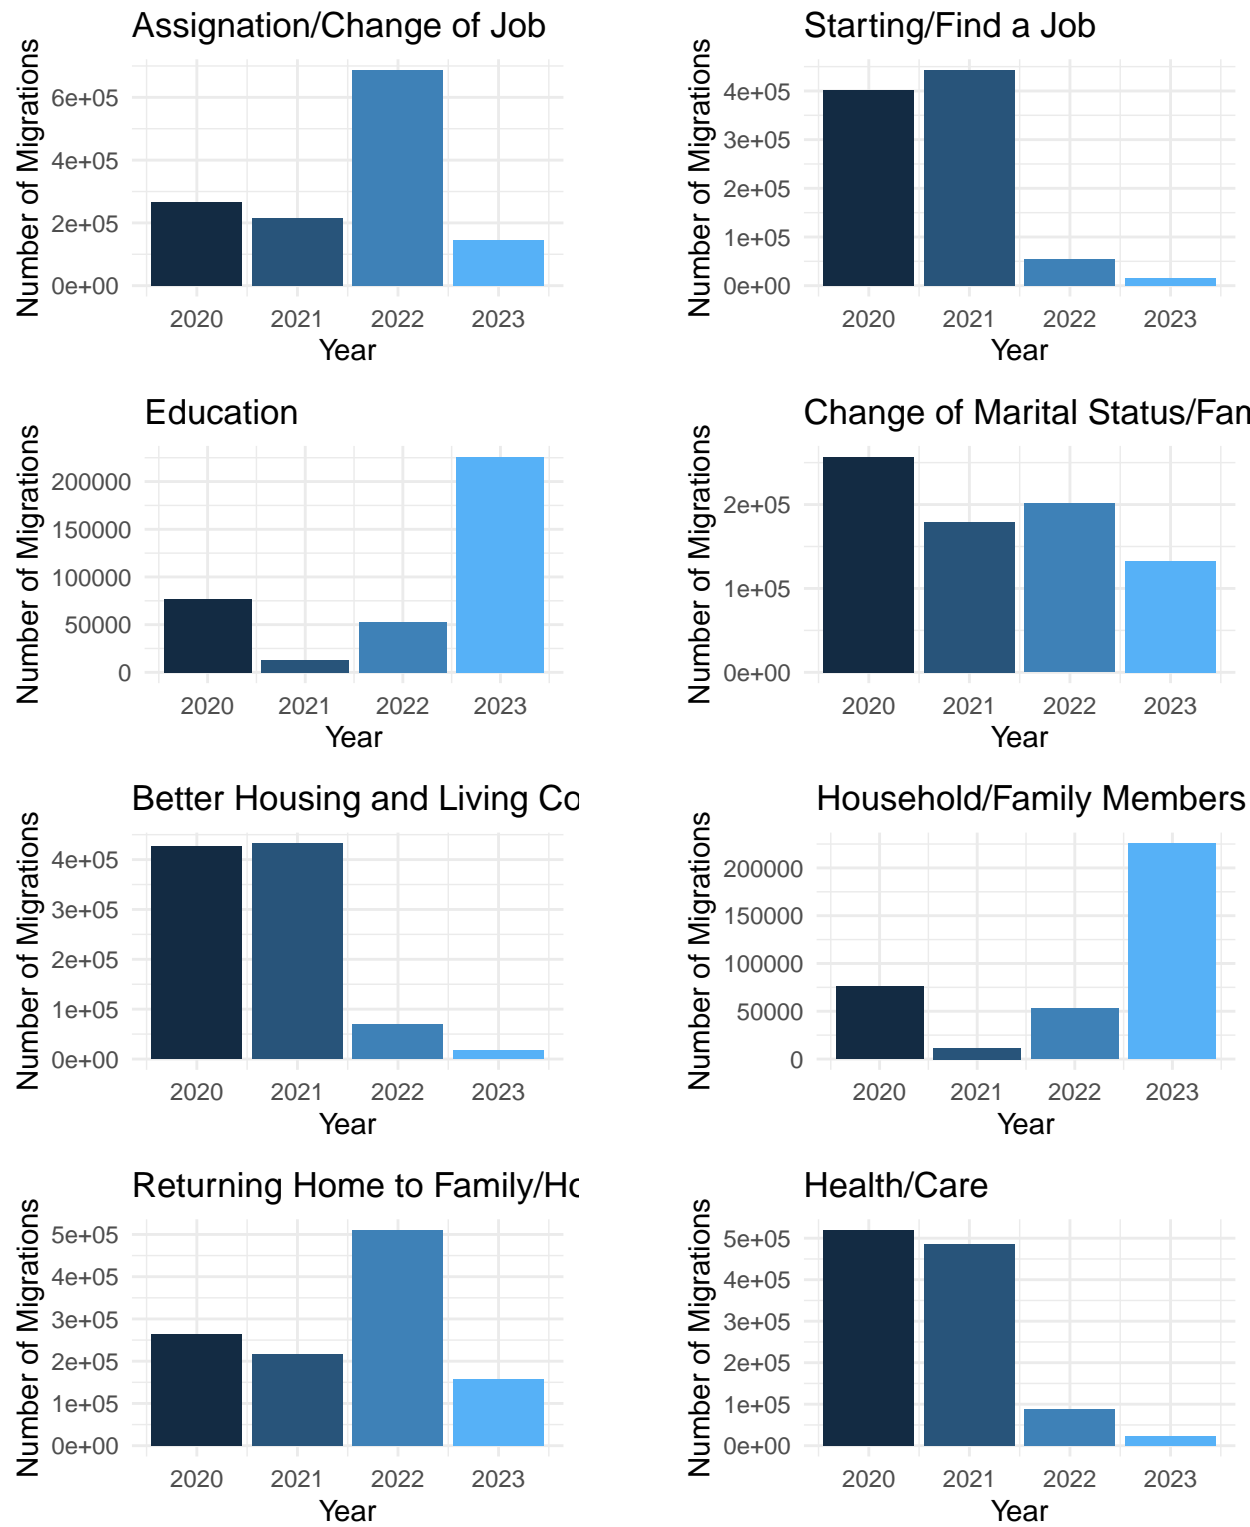 Assignation/Change of Job
Number of Migrations
6e+05
4e+05
2e+05
0e+00
2020 2021 2022 2023
Year
Starting/Find a Job
Number of Migrations
4e+05
3e+05
2e+05
1e+05
0e+00
2020 2021 2022 2023
Year
Education
Number of Migrations
200000
150000
100000
50000
0
2020 2021 2022 2023
Year
Change of Marital Status/Fam
Number of Migrations
2e+05
1e+05
0e+00
2020 2021 2022 2023
Year
Better Housing and Living Co
Number of Migrations
4e+05
3e+05
2e+05
1e+05
0e+00
2020 2021 2022 2023
Year
Household/Family Members
Number of Migrations
200000
150000
100000
50000
0
2020 2021 2022 2023
Year
Returning Home to Family/Ho
Number of Migrations
5e+05
4e+05
3e+05
2e+05
1e+05
0e+00
2020 2021 2022 2023
Year
Health/Care
Number of Migrations
5e+05
4e+05
3e+05
2e+05
1e+05
0e+00
2020 2021 2022 2023
Year